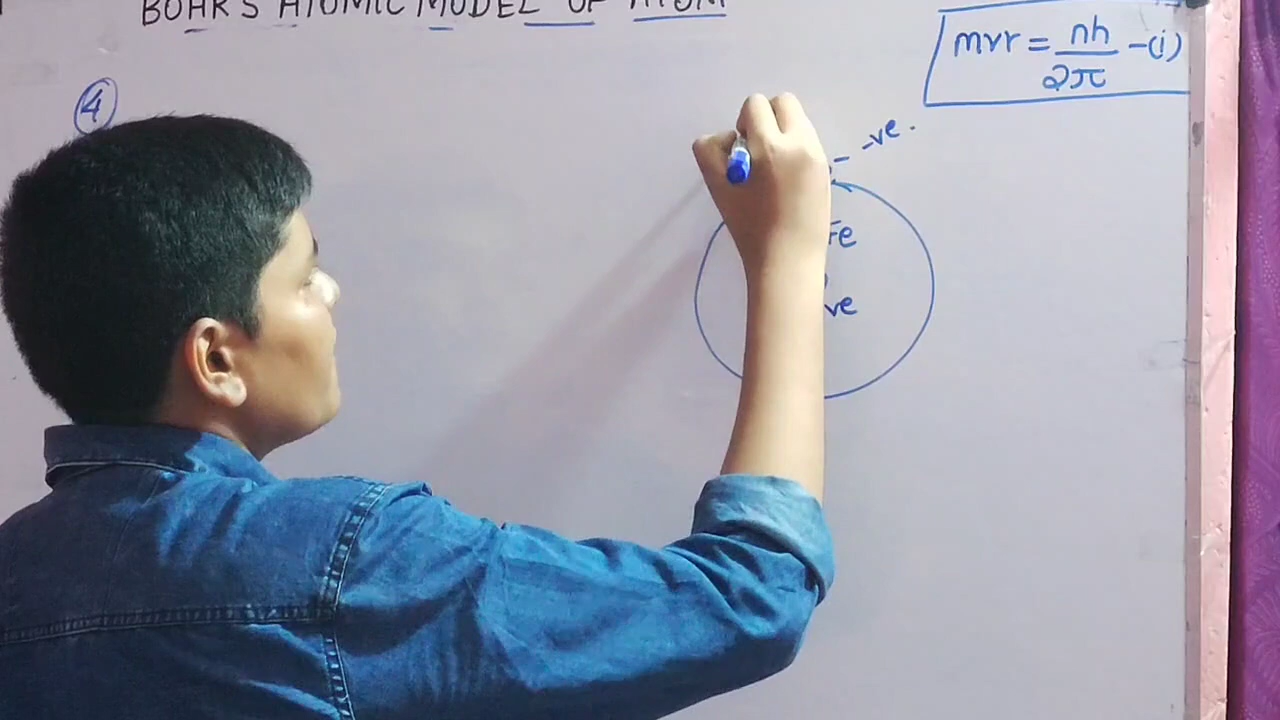 BOHR'S ATOMIC MODEL OF ATOM
mvr = nh/2π -(i)
4
- -ve.
Fe
ve